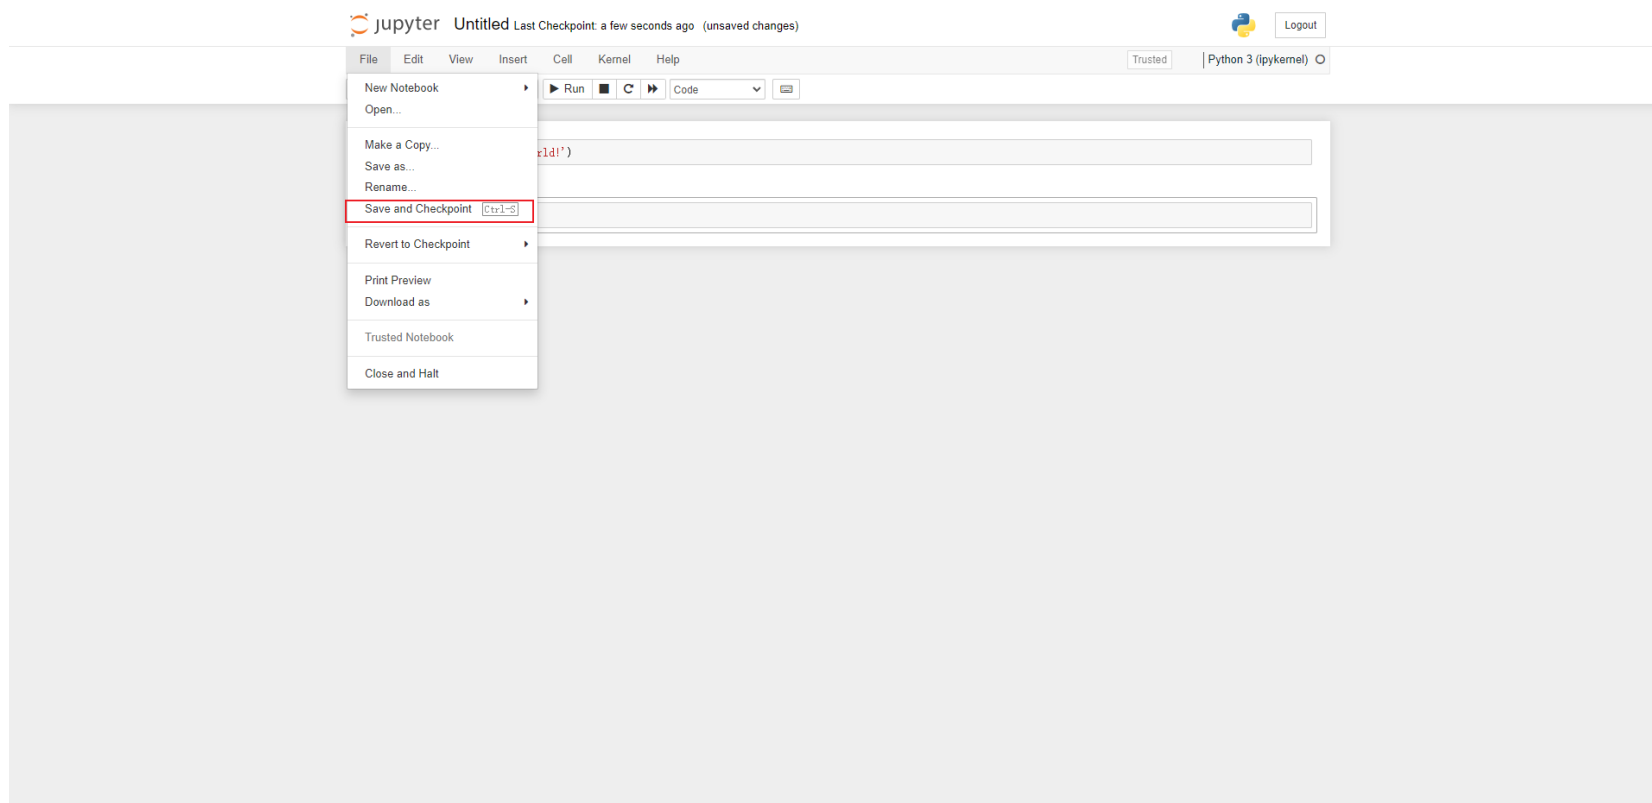 jupyter Untitled Last Checkpoint: a few seconds ago (unsaved changes) Logout
File Edit View Insert Cell Kernel Help Trusted Python 3 (ipykernel)
Run Code
New Notebook
Open...
Make a Copy...
Save as...
Rename...
Save and Checkpoint Ctrl-S
Revert to Checkpoint
Print Preview
Download as
Trusted Notebook
Close and Halt
rld!')